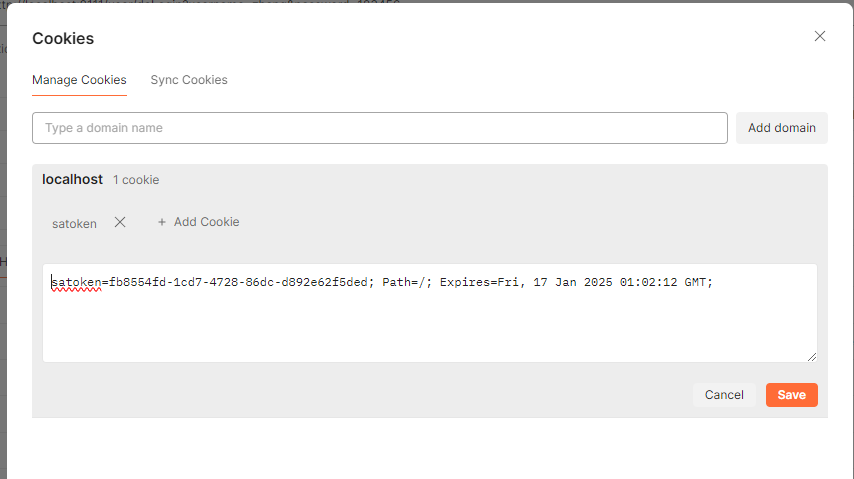 Cookies
Manage Cookies Sync Cookies
Type a domain name Add domain
localhost 1 cookie
satoken + Add Cookie
satoken=fb8554fd-1cd7-4728-86dc-d892e62f5ded; Path=/; Expires=Fri, 17 Jan 2025 01:02:12 GMT;
Cancel Save